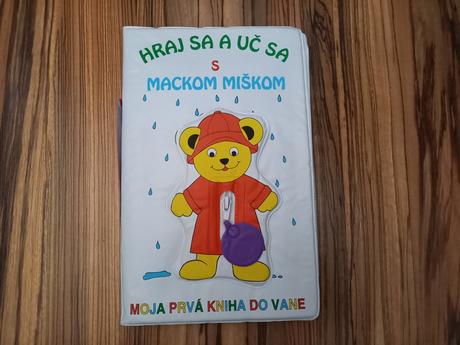 HRAJ SA A UČ SA
S
MACKOM MIŠKOM
MOJA PRVÁ KNIHA DO VANE